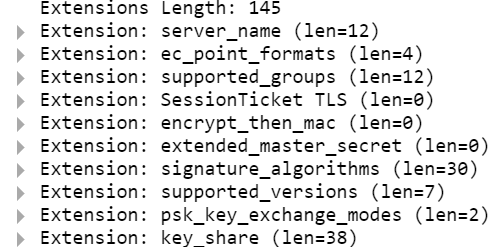 Extensions Length: 145
Extension: server_name (len=12)
Extension: ec_point_formats (len=4)
Extension: supported_groups (len=12)
Extension: SessionTicket TLS (len=0)
Extension: encrypt_then_mac (len=0)
Extension: extended_master_secret (len=0)
Extension: signature_algorithms (len=30)
Extension: supported_versions (len=7)
Extension: psk_key_exchange_modes (len=2)
Extension: key_share (len=38)